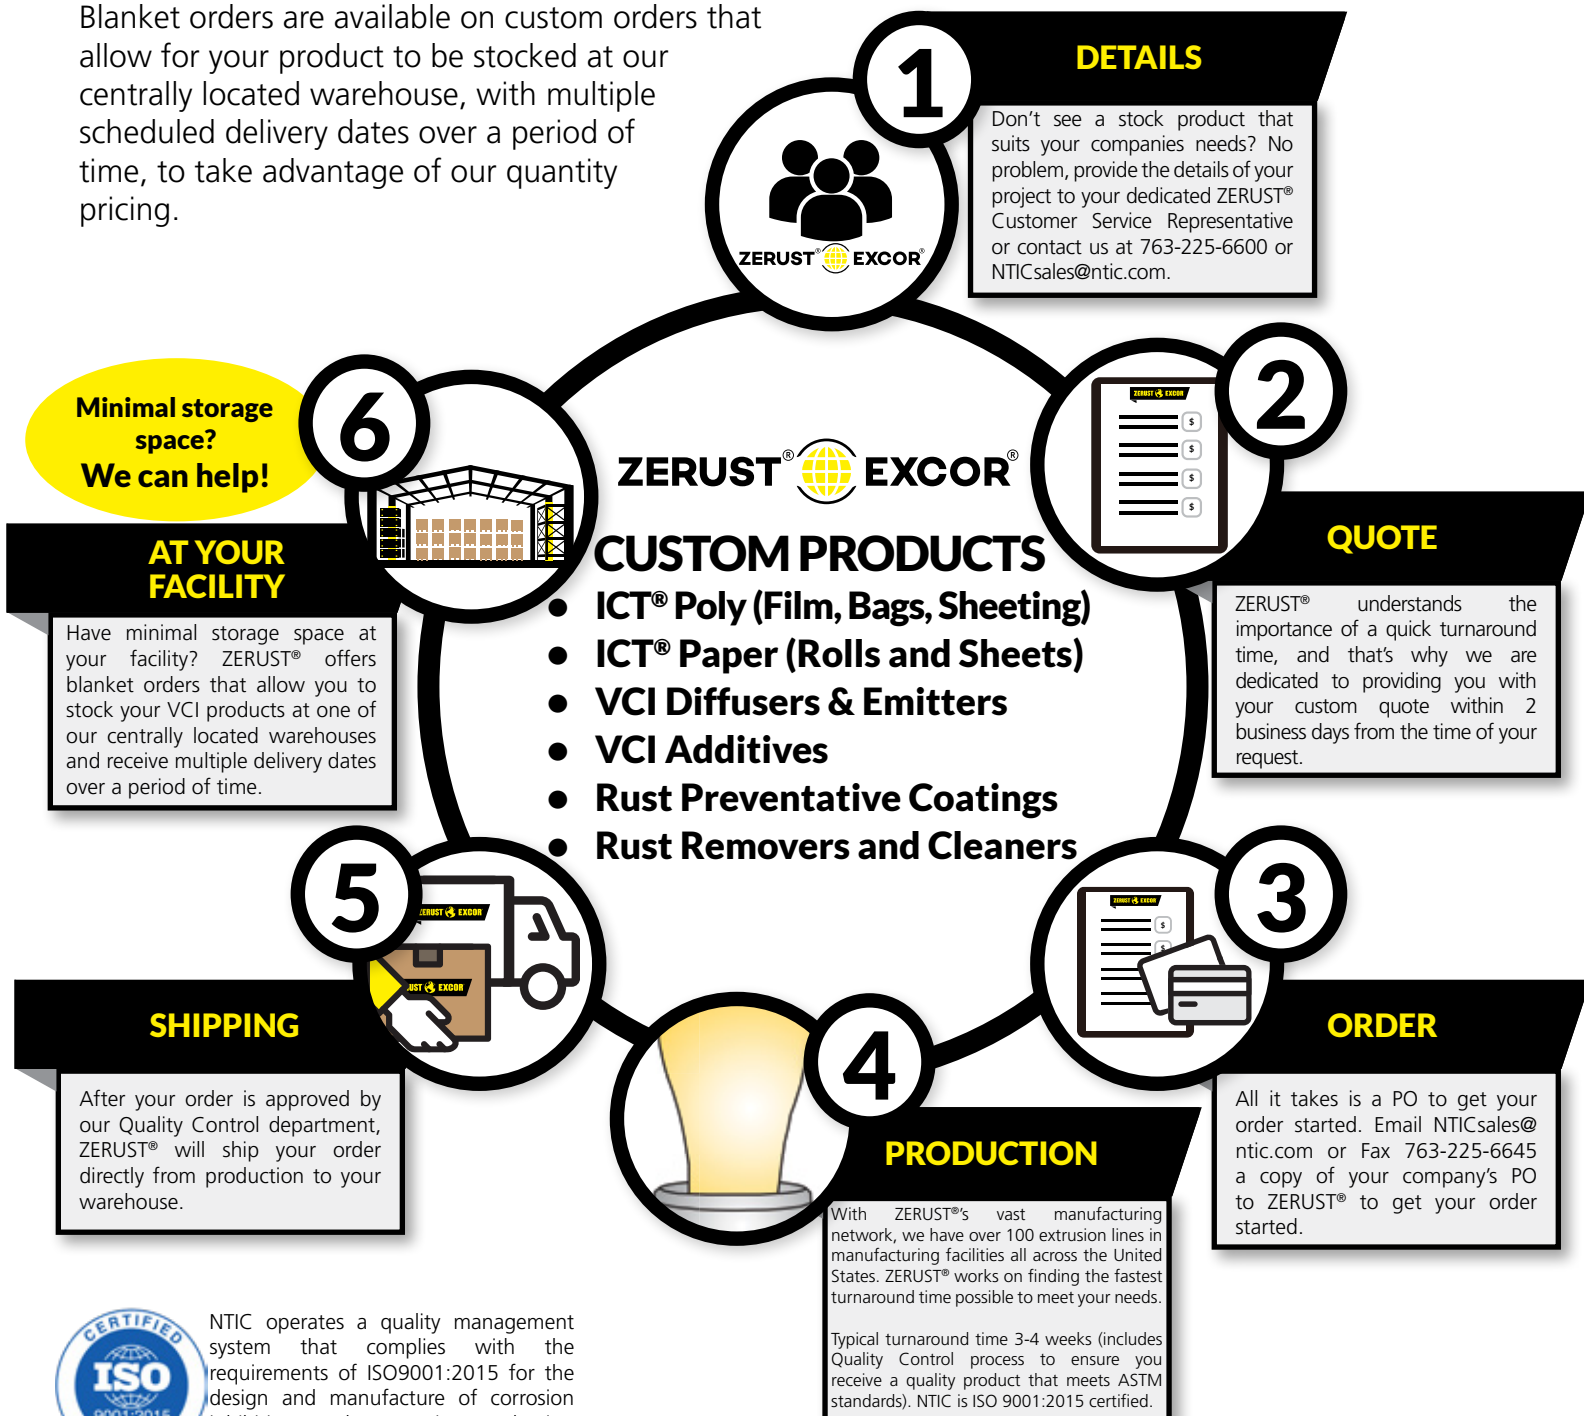 Blanket orders are available on custom orders that
allow for your product to be stocked at our
centrally located warehouse, with multiple
scheduled delivery dates over a period of
time, to take advantage of our quantity
pricing.
1
DETAILS
Don't see a stock product that
suits your companies needs? No
problem, provide the details of your
project to your dedicated ZERUST®
Customer Service Representative
or contact us at 763-225-6600 or
NTICsales@ntic.com.
ZERUST® EXCOR®
2
ZERUST EXCOR
$
$
$
$
QUOTE
ZERUST® understands the
importance of a quick turnaround
time, and that's why we are
dedicated to providing you with
your custom quote within 2
business days from the time of your
request.
3
ZERUST EXCOR
$
$
ORDER
All it takes is a PO to get your
order started. Email NTICsales@
ntic.com or Fax 763-225-6645
a copy of your company's PO
to ZERUST® to get your order
started.
4
PRODUCTION
With ZERUST®'s vast manufacturing
network, we have over 100 extrusion lines in
manufacturing facilities all across the United
States. ZERUST® works on finding the fastest
turnaround time possible to meet your needs.
Typical turnaround time 3-4 weeks (includes
Quality Control process to ensure you
receive a quality product that meets ASTM
standards). NTIC is ISO 9001:2015 certified.
5
ZERUST EXCOR
UST EXCOR
SHIPPING
After your order is approved by
our Quality Control department,
ZERUST® will ship your order
directly from production to your
warehouse.
6
Minimal storage
space?
We can help!
AT YOUR
FACILITY
Have minimal storage space at
your facility? ZERUST® offers
blanket orders that allow you to
stock your VCI products at one of
our centrally located warehouses
and receive multiple delivery dates
over a period of time.
ZERUST® EXCOR®
CUSTOM PRODUCTS
• ICT® Poly (Film, Bags, Sheeting)
• ICT® Paper (Rolls and Sheets)
• VCI Diffusers & Emitters
• VCI Additives
• Rust Preventative Coatings
• Rust Removers and Cleaners
CERTIFIED
ISO
9001:2015
NTIC operates a quality management
system that complies with the
requirements of ISO9001:2015 for the
design and manufacture of corrosion